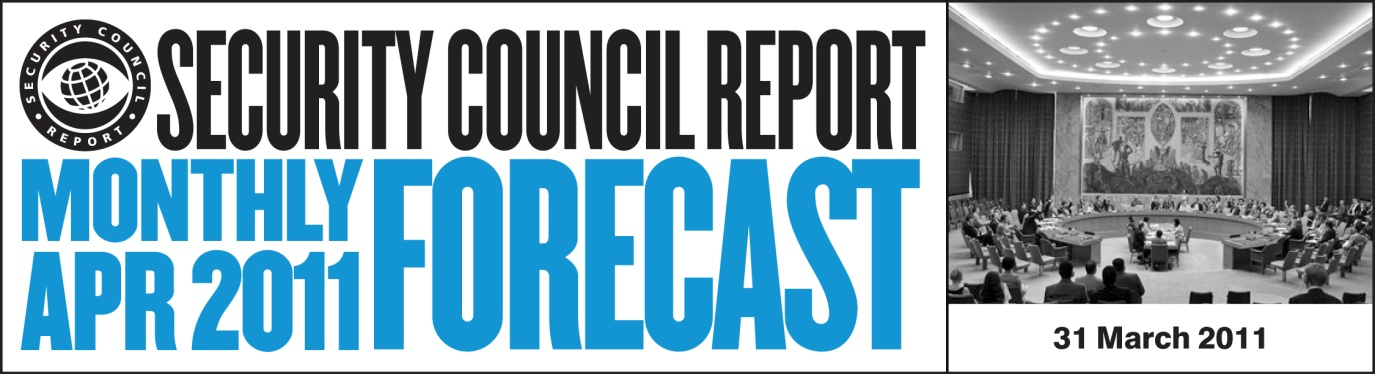 SECURITY COUNCIL
REPORT
SECURITY COUNCIL REPORT
MONTHLY
APR 2011
FORECAST
31 March 2011